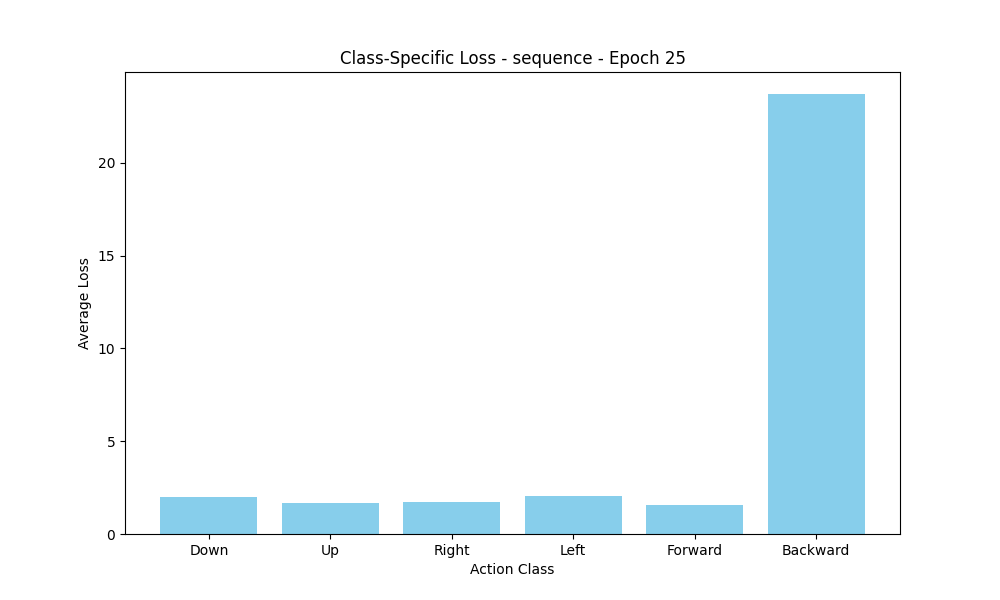 Class-Specific Loss - sequence - Epoch 25
20
15
10
5
0
Average Loss
Down Up Right Left Forward Backward
Action Class